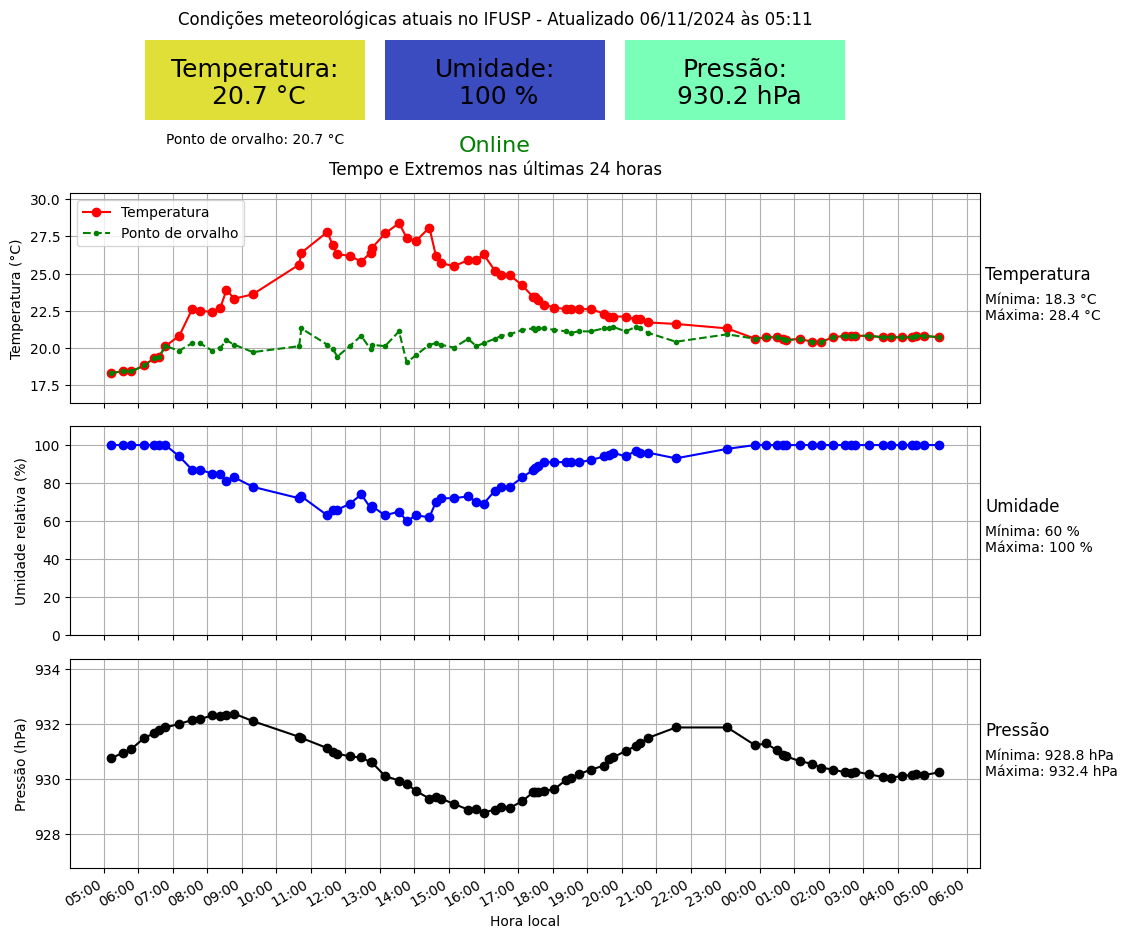 Condições meteorológicas atuais no IFUSP - Atualizado 06/11/2024 às 05:11
Temperatura:
20.7 °C
Umidade:
100 %
Pressão:
930.2 hPa
Ponto de orvalho: 20.7 °C
Online
Tempo e Extremos nas últimas 24 horas
Temperatura (°C)
30.0
27.5
25.0
22.5
20.0
17.5
Temperatura
Ponto de orvalho
Temperatura
Mínima: 18.3 °C
Máxima: 28.4 °C
Umidade relativa (%)
100
80
60
40
20
0
Umidade
Mínima: 60 %
Máxima: 100 %
Pressão (hPa)
934
932
930
928
Pressão
Mínima: 928.8 hPa
Máxima: 932.4 hPa
05:00 06:00 07:00 08:00 09:00 10:00 11:00 12:00 13:00 14:00 15:00 16:00 17:00 18:00 19:00 20:00 21:00 22:00 23:00 00:00 01:00 02:00 03:00 04:00 05:00 06:00
Hora local